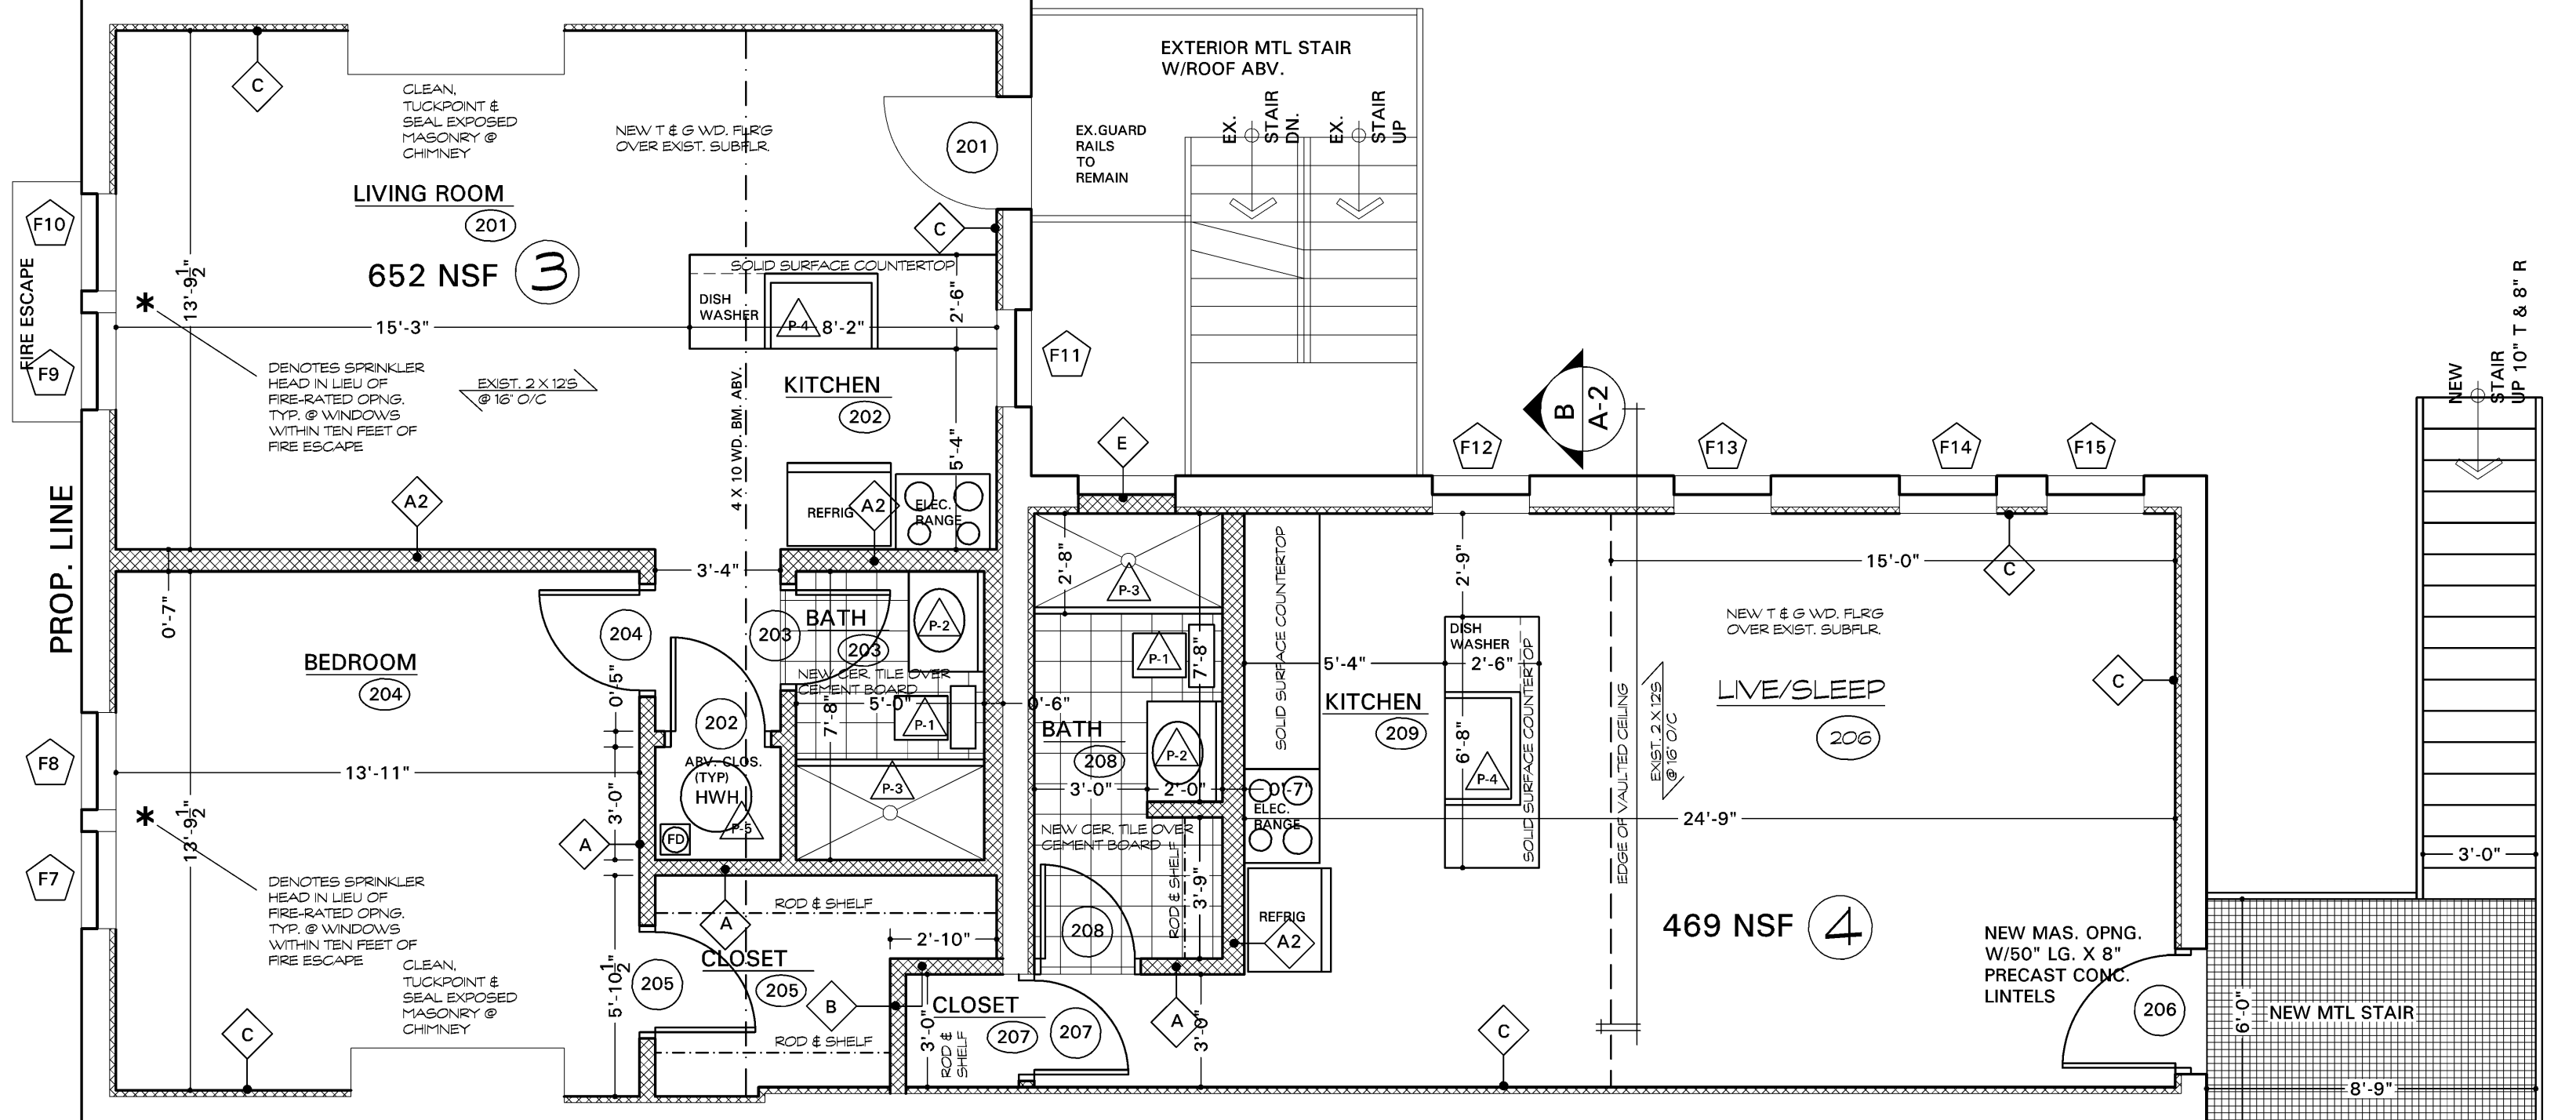 EXTERIOR MTL STAIR
W/ROOF ABV.
C
CLEAN,
TUCKPOINT &
SEAL EXPOSED
MASONRY @
CHIMNEY
NEW T & G WD. FLR'G
OVER EXIST. SUBFLR.
201
EX.GUARD
RAILS
TO
REMAIN
EX.
STAIR
DN.
EX.
STAIR
UP
LIVING ROOM
201
652 NSF
3
C
F10
FIRE ESCAPE
F9
13'-9 1/2"
*
15'-3"
SOLID SURFACE COUNTERTOP
DISH
WASHER
P-4
8'-2"
2'-6"
F11
DENOTES SPRINKLER
HEAD IN LIEU OF
FIRE-RATED OPNG.
TYP. @ WINDOWS
WITHIN TEN FEET OF
FIRE ESCAPE
EXIST. 2 X 12'S
@ 16" O/C
4 X 10 WD. BM. ABV.
KITCHEN
202
5'-4"
REFRIG
A2
ELEC.
RANGE
A2
E
B
A-2
F12
F13
F14
F15
NEW
STAIR
UP 10" T & 8" R
PROP. LINE
0'-7"
3'-4"
BEDROOM
204
204
203
BATH
203
P-2
NEW CER. TILE OVER
CEMENT BOARD
5'-0"
P-1
7'-8"
0'-6"
0'-5"
202
ABV. CLOS.
(TYP)
HWH
P-5
FD
P-3
3'-0"
A
F8
13'-11"
13'-9 1/2"
*
F7
DENOTES SPRINKLER
HEAD IN LIEU OF
FIRE-RATED OPNG.
TYP. @ WINDOWS
WITHIN TEN FEET OF
FIRE ESCAPE
CLEAN,
TUCKPOINT &
SEAL EXPOSED
MASONRY @
CHIMNEY
C
5'-10 1/2"
205
ROD & SHELF
A
CLOSET
205
2'-10"
B
ROD & SHELF
CLOSET
207
207
3'-0"
ROD &
SHELF
2'-8"
P-3
P-1
7'-8"
BATH
208
P-2
3'-0"
2'-0"
0'-7"
NEW CER. TILE OVER
CEMENT BOARD
ROD & SHELF
3'-9"
208
A
3'-0"
SOLID SURFACE COUNTERTOP
5'-4"
KITCHEN
209
ELEC.
RANGE
REFRIG
A2
2'-9"
DISH
WASHER
2'-6"
6'-8"
P-4
SOLID SURFACE COUNTERTOP
EDGE OF VAULTED CEILING
EXIST. 2 X 12'S
@ 16" O/C
15'-0"
C
NEW T & G WD. FLR'G
OVER EXIST. SUBFLR.
LIVE/SLEEP
206
C
24'-9"
469 NSF
4
C
NEW MAS. OPNG.
W/50" LG. X 8"
PRECAST CONC.
LINTELS
206
3'-0"
6'-0"
NEW MTL STAIR
8'-9"